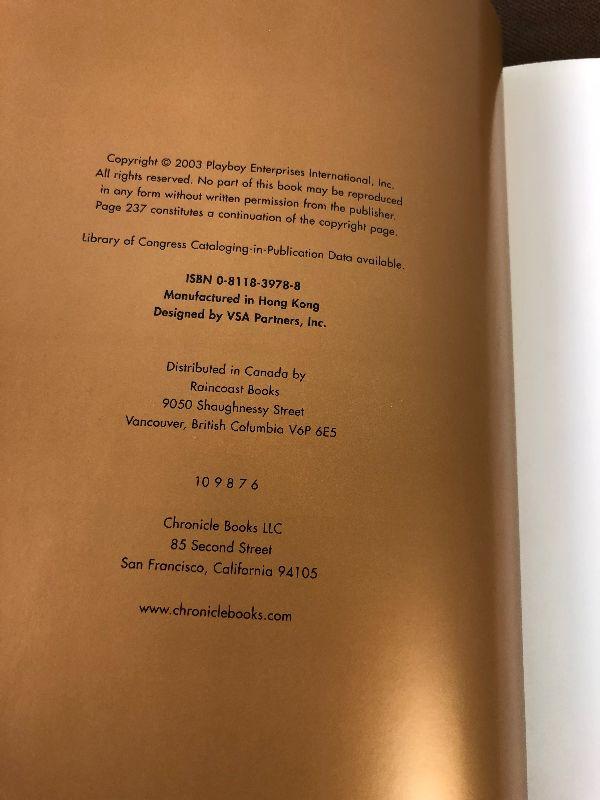 Copyright © 2003 Playboy Enterprises International, Inc.
All rights reserved. No part of this book may be reproduced
in any form without written permission from the publisher.
Page 237 constitutes a continuation of the copyright page.
Library of Congress Cataloging-in-Publication Data available.
ISBN 0-8118-3978-8
Manufactured in Hong Kong
Designed by VSA Partners, Inc.
Distributed in Canada by
Raincoast Books
9050 Shaughnessy Street
Vancouver, British Columbia V6P 6E5
10 9 8 7 6
Chronicle Books LLC
85 Second Street
San Francisco, California 94105
www.chroniclebooks.com